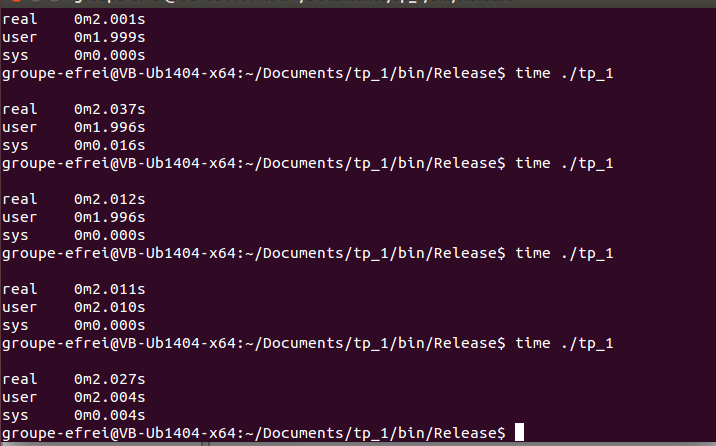 real    0m2.001s
user    0m1.999s
sys     0m0.000s
groupe-efrei@VB-Ub1404-x64:~/Documents/tp_1/bin/Release$ time ./tp_1

real    0m2.037s
user    0m1.996s
sys     0m0.016s
groupe-efrei@VB-Ub1404-x64:~/Documents/tp_1/bin/Release$ time ./tp_1

real    0m2.012s
user    0m1.996s
sys     0m0.000s
groupe-efrei@VB-Ub1404-x64:~/Documents/tp_1/bin/Release$ time ./tp_1

real    0m2.011s
user    0m2.010s
sys     0m0.000s
groupe-efrei@VB-Ub1404-x64:~/Documents/tp_1/bin/Release$ time ./tp_1

real    0m2.027s
user    0m2.004s
sys     0m0.004s
groupe-efrei@VB-Ub1404-x64:~/Documents/tp_1/bin/Release$